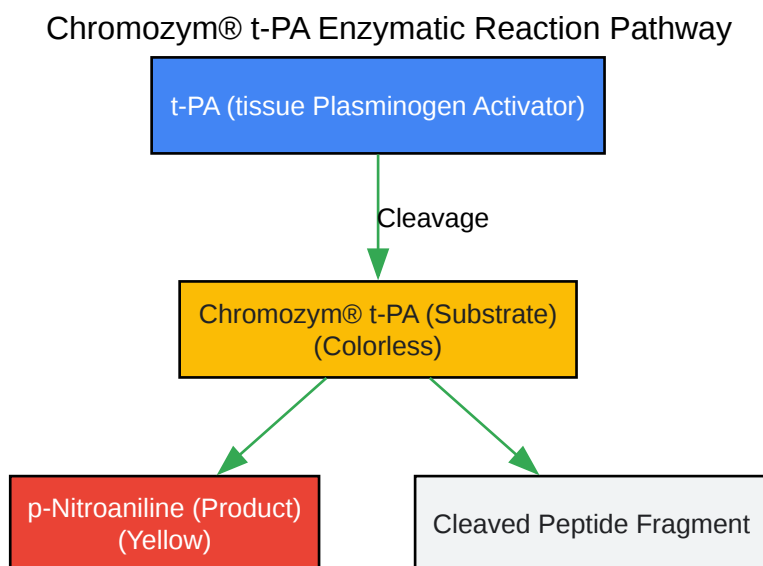 Chromozym® t-PA Enzymatic Reaction Pathway
t-PA (tissue Plasminogen Activator)
Cleavage
Chromozym® t-PA (Substrate)
(Colorless)
p-Nitroaniline (Product)
(Yellow)
Cleaved Peptide Fragment